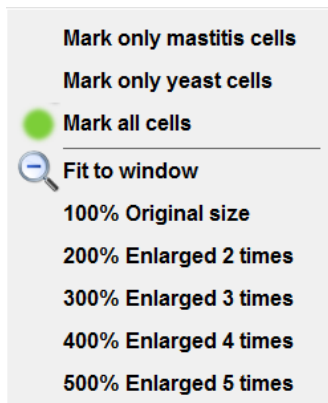 Mark only mastitis cells
Mark only yeast cells
Mark all cells
Fit to window
100% Original size
200% Enlarged 2 times
300% Enlarged 3 times
400% Enlarged 4 times
500% Enlarged 5 times